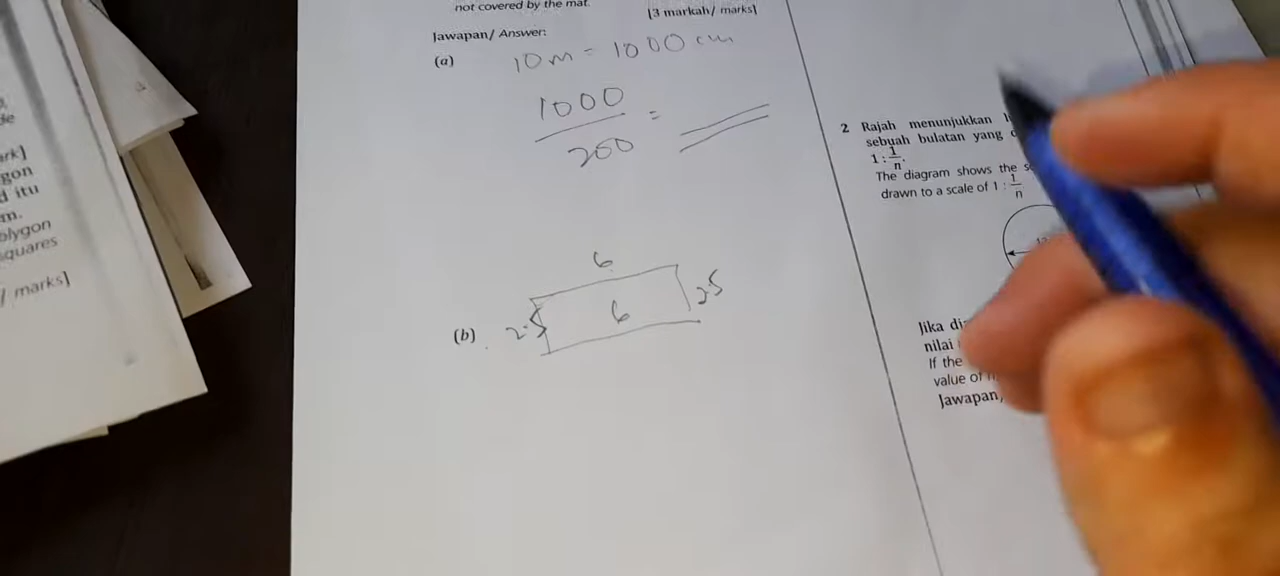 not covered by the mat.
[3 markah/ marks]
Jawapan/ Answer:
(a) 10m = 1000 cm
1000
200
=
6
(b) 2.5 6 2.5
ark]
gon
d itu
m.
olygon
squares
/ marks]
2 Rajah menunjukkan
sebuah bulatan yang
1 : 1/n.
The diagram shows the
drawn to a scale of 1 : 1/n
Jika
nilai
If the
value of
Jawapan,